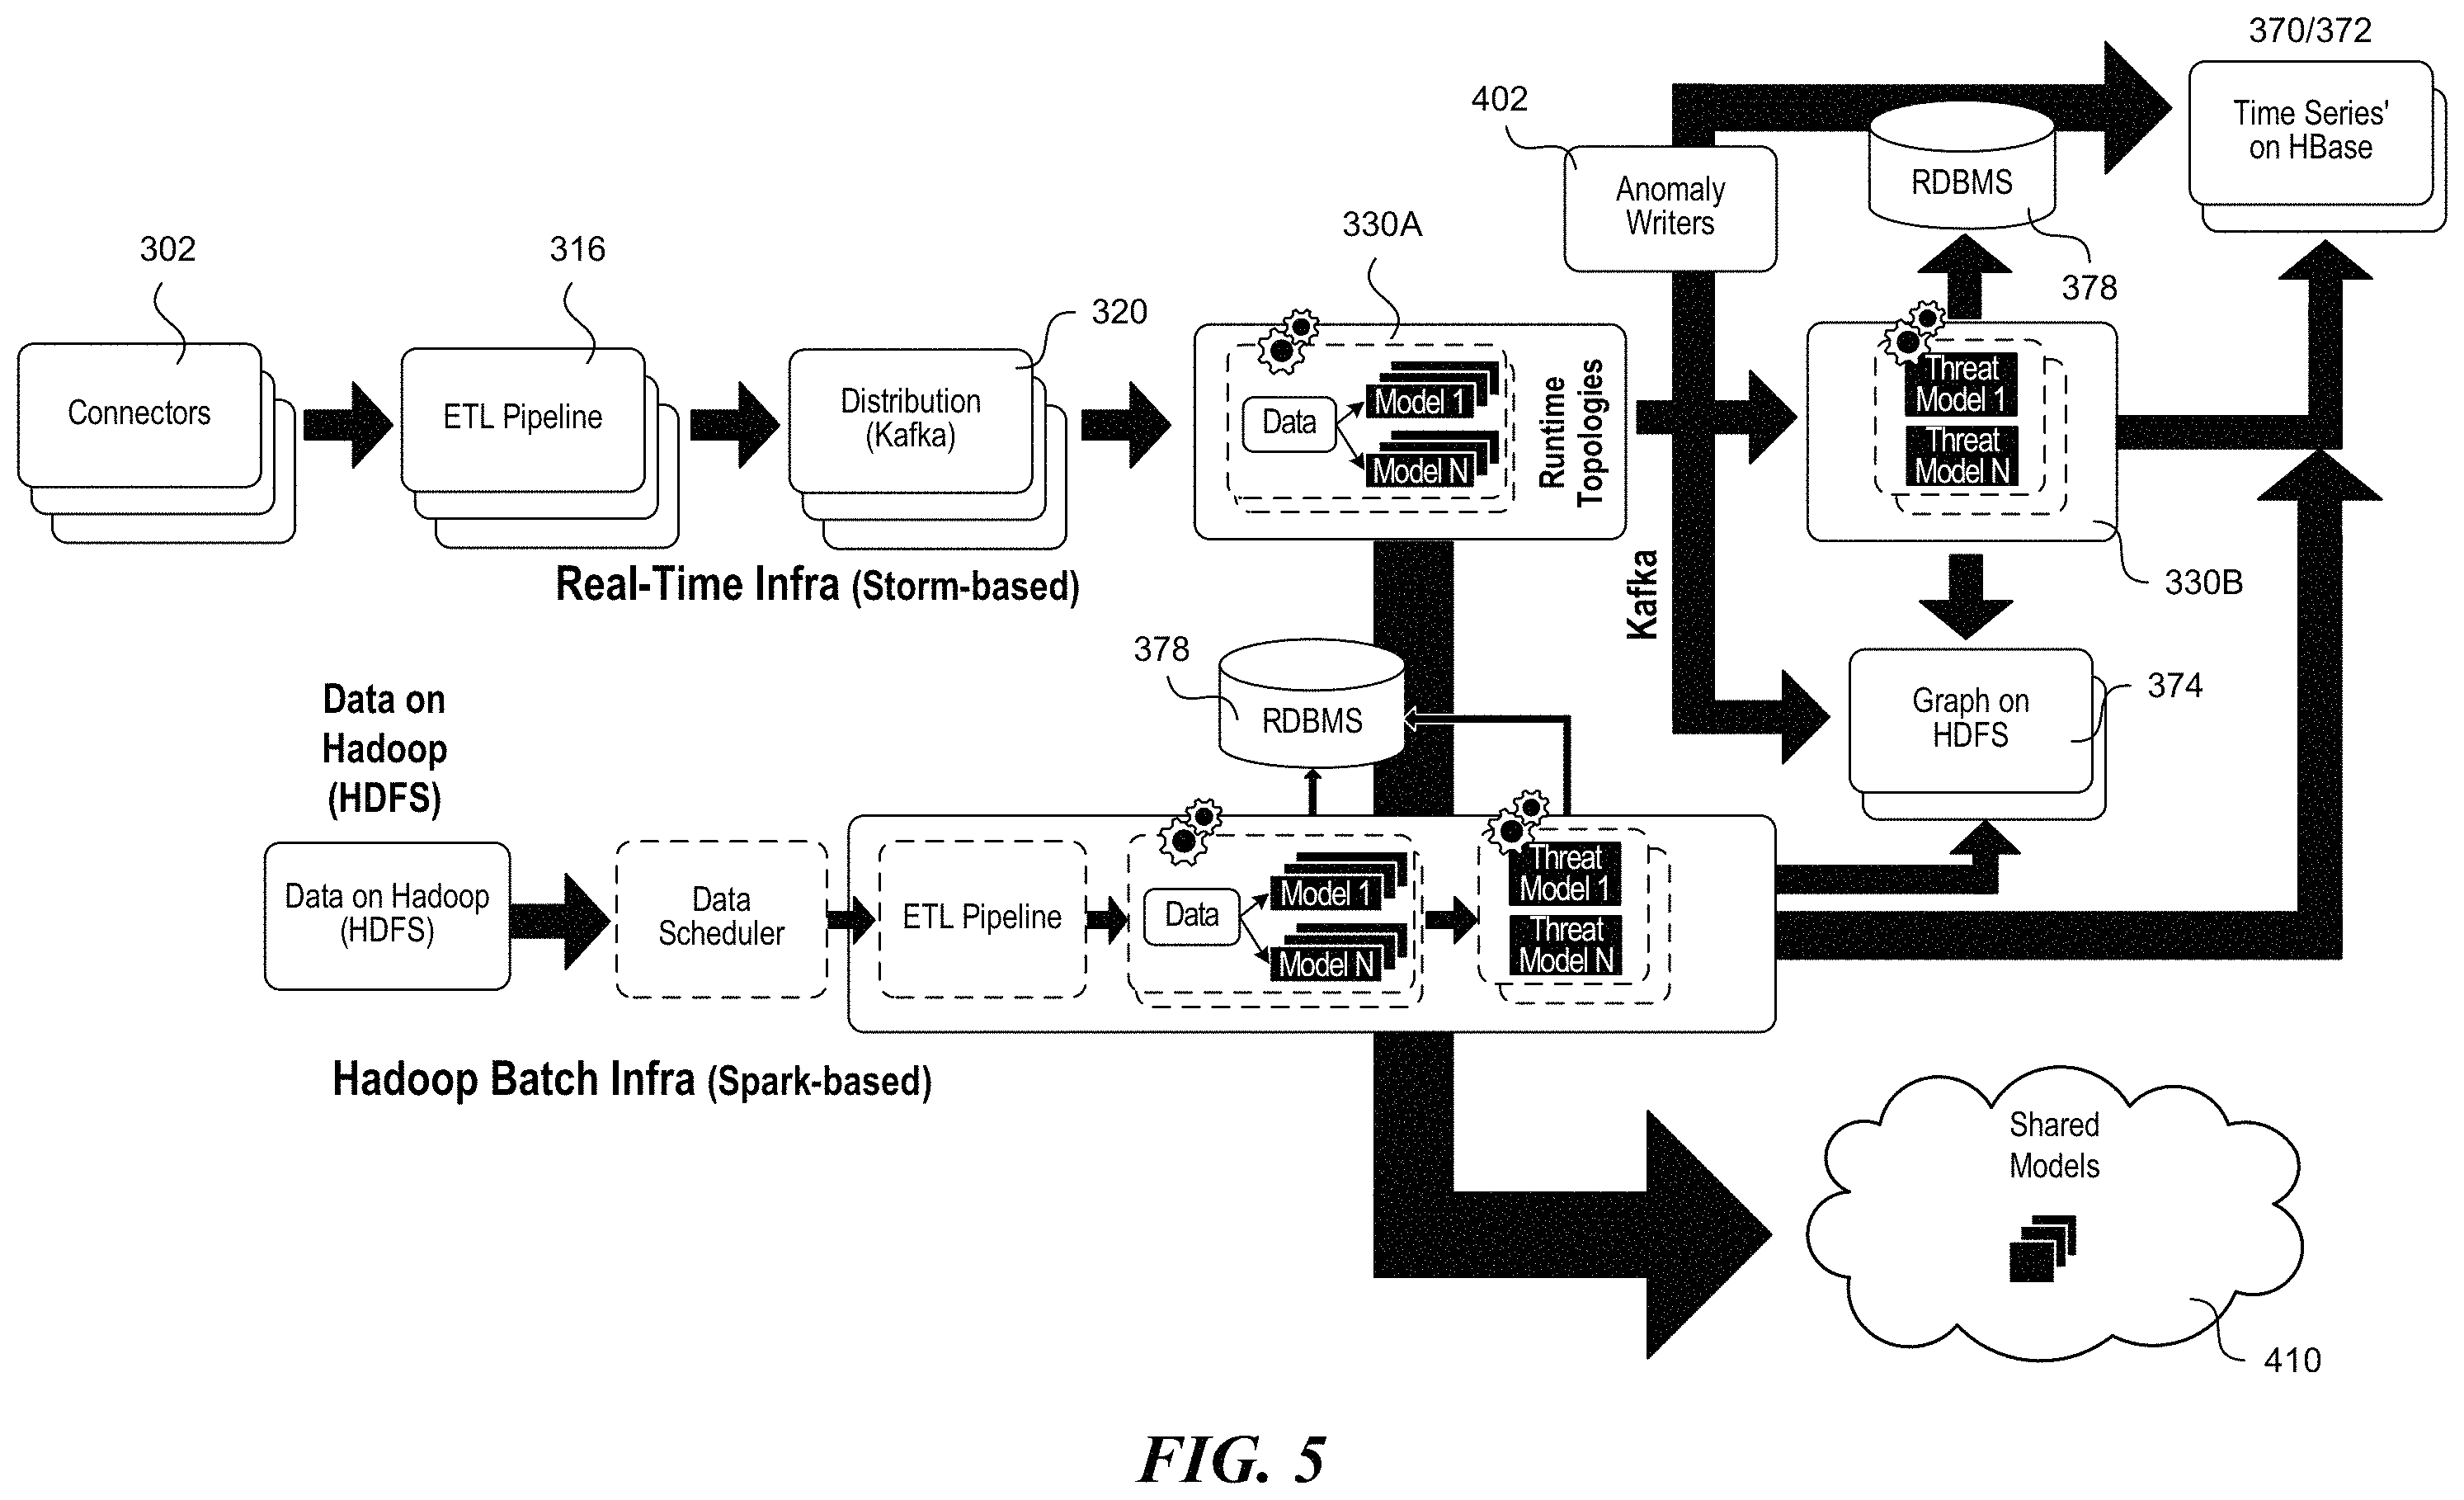 370/372
Time Series'
on HBase
402
Anomaly
Writers
RDBMS
378
330A
302
316
320
Connectors
ETL Pipeline
Distribution
(Kafka)
Data
Model 1
Model N
Runtime
Topologies
Threat
Model 1
Threat
Model N
330B
Real-Time Infra (Storm-based)
Kafka
378
RDBMS
Graph on
HDFS
374
Data on
Hadoop
(HDFS)
Data on Hadoop
(HDFS)
Data
Scheduler
ETL Pipeline
Data
Model 1
Model N
Threat
Model 1
Threat
Model N
Hadoop Batch Infra (Spark-based)
Shared
Models
410
FIG. 5